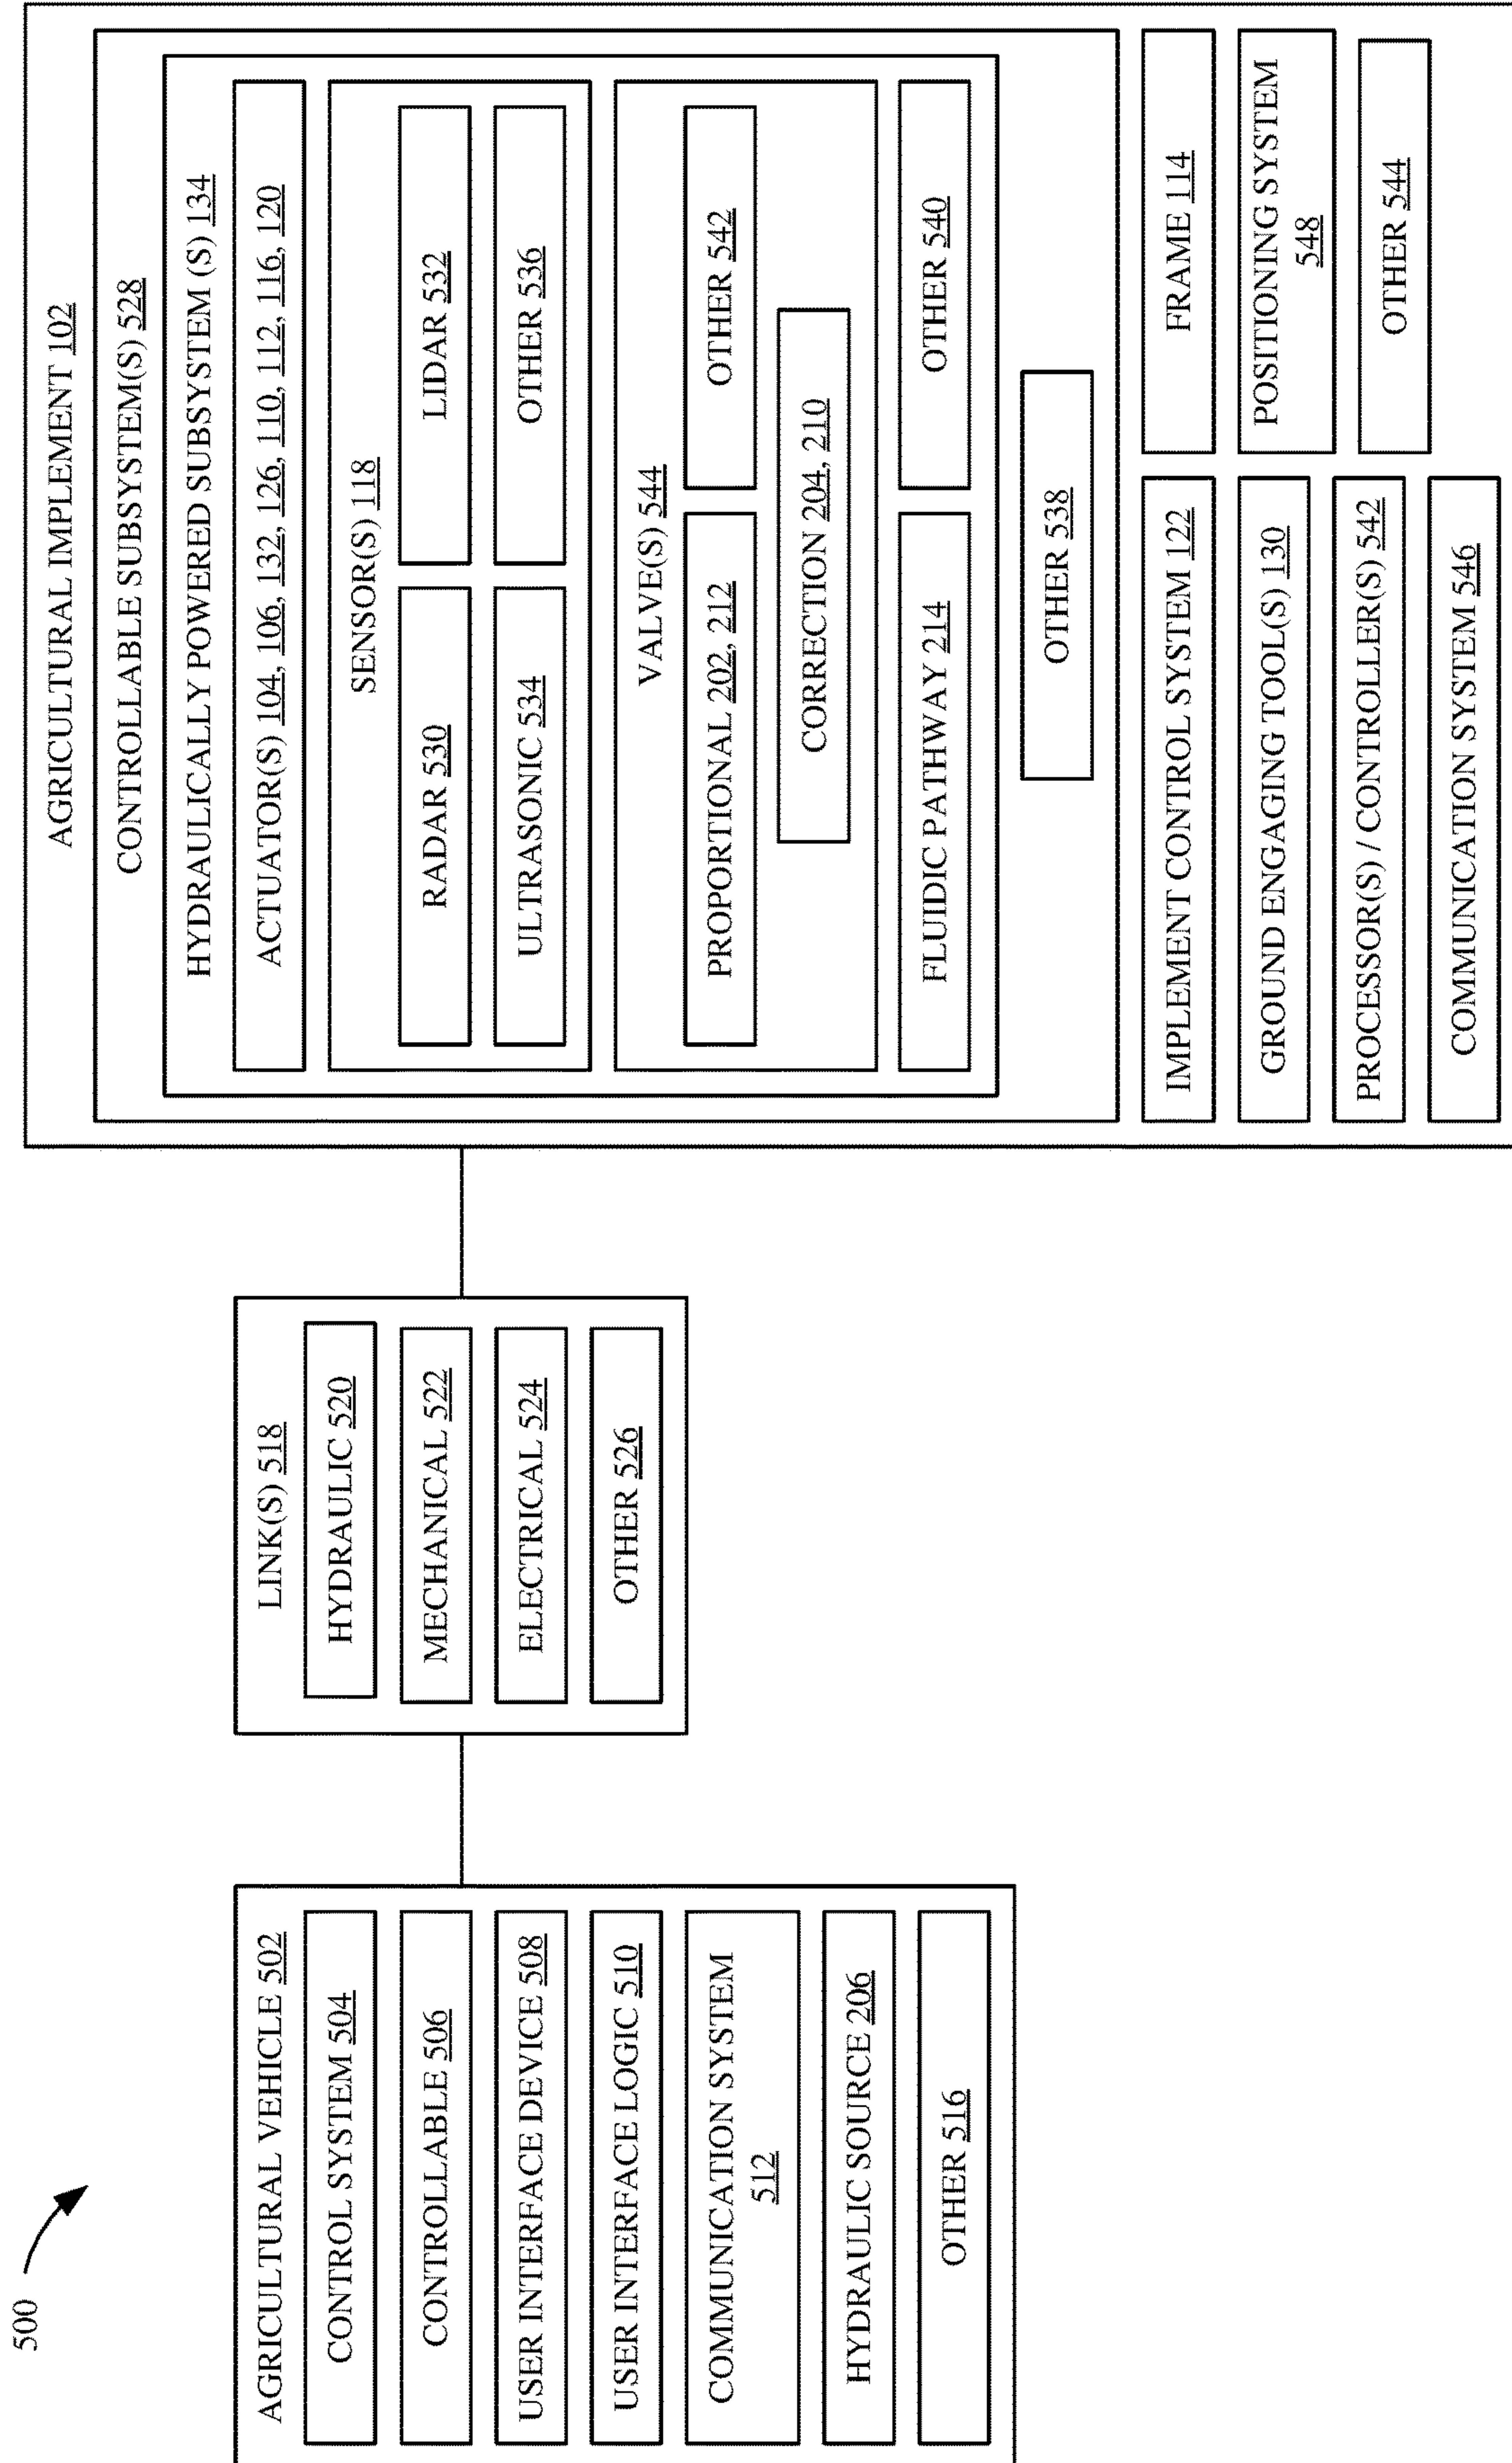 500
AGRICULTURAL VEHICLE 502
CONTROL SYSTEM 504
CONTROLLABLE 506
USER INTERFACE DEVICE 508
USER INTERFACE LOGIC 510
COMMUNICATION SYSTEM
512
HYDRAULIC SOURCE 206
OTHER 516
LINK(S) 518
HYDRAULIC 520
MECHANICAL 522
ELECTRICAL 524
OTHER 526
AGRICULTURAL IMPLEMENT 102
CONTROLLABLE SUBSYSTEM(S) 528
HYDRAULICALLY POWERED SUBSYSTEM (S) 134
ACTUATOR(S) 104, 106, 132, 126, 110, 112, 116, 120
SENSOR(S) 118
RADAR 530
LIDAR 532
ULTRASONIC 534
OTHER 536
VALVE(S) 544
PROPORTIONAL 202, 212
OTHER 542
CORRECTION 204, 210
FLUIDIC PATHWAY 214
OTHER 540
OTHER 538
IMPLEMENT CONTROL SYSTEM 122
FRAME 114
GROUND ENGAGING TOOL(S) 130
POSITIONING SYSTEM
548
PROCESSOR(S) / CONTROLLER(S) 542
OTHER 544
COMMUNICATION SYSTEM 546